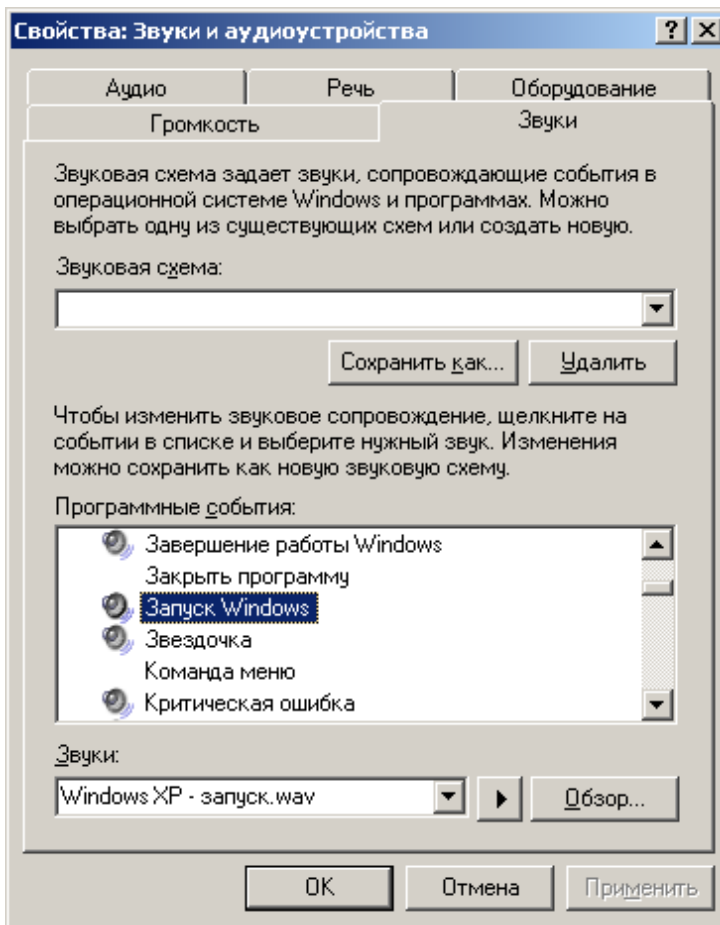 Свойства: Звуки и аудиоустройства
Аудио
Речь
Оборудование
Громкость
Звуки
Звуковая схема задает звуки, сопровождающие события в
операционной системе Windows и программах. Можно
выбрать одну из существующих схем или создать новую.
Звуковая схема:
Сохранить как...
Удалить
Чтобы изменить звуковое сопровождение, щелкните на
событии в списке и выберите нужный звук. Изменения
можно сохранить как новую звуковую схему.
Программные события:
Завершение работы Windows
Закрыть программу
Запуск Windows
Звездочка
Команда меню
Критическая ошибка
Звуки:
Windows XP - запуск.wav
Обзор...
OK
Отмена
Применить